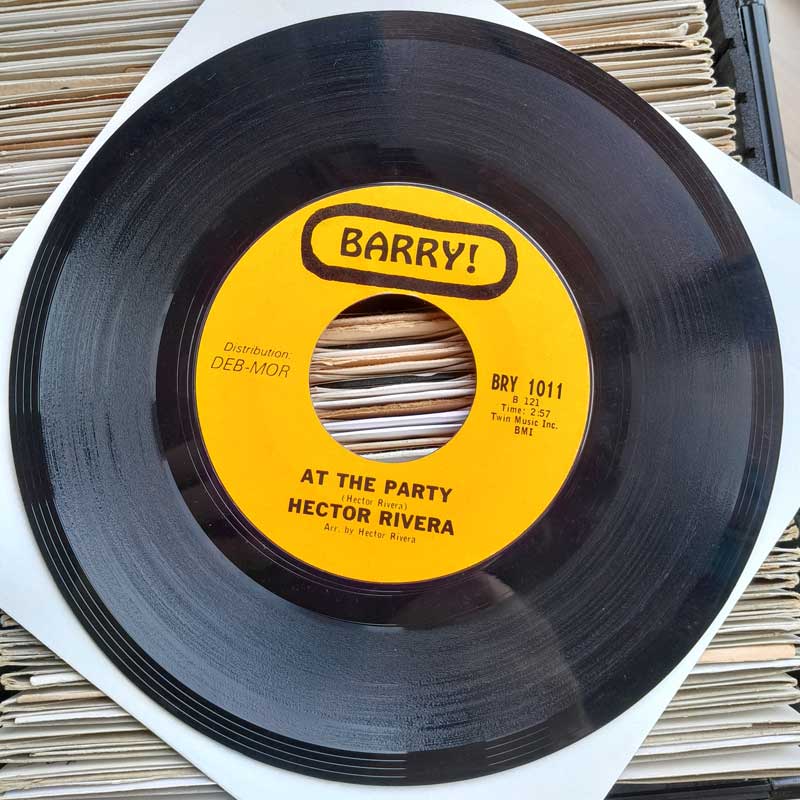 BARRY!
Distribution:
DEB-MOR
BRY 1011
B 121
Time: 2:57
Twin Music Inc.
BMI
AT THE PARTY
(Hector Rivera)
HECTOR RIVERA
Arr. by Hector Rivera